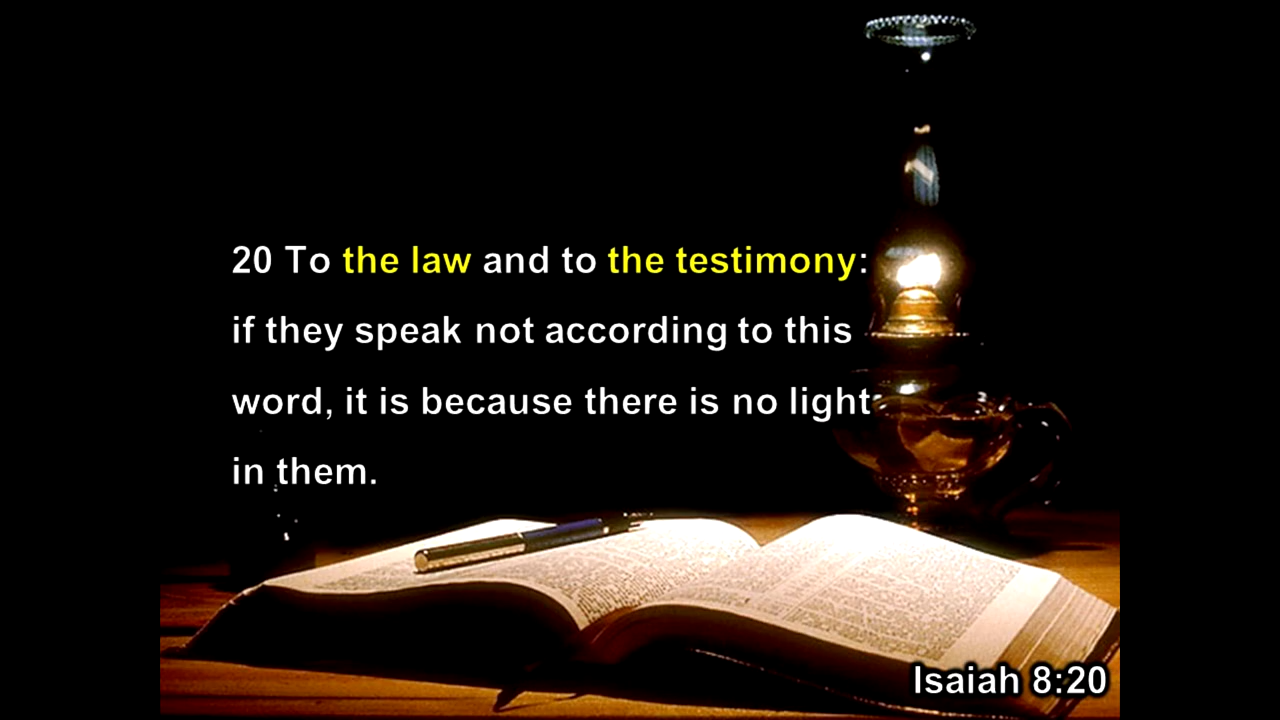 20 To the law and to the testimony:
if they speak not according to this
word, it is because there is no light
in them.
Isaiah 8:20